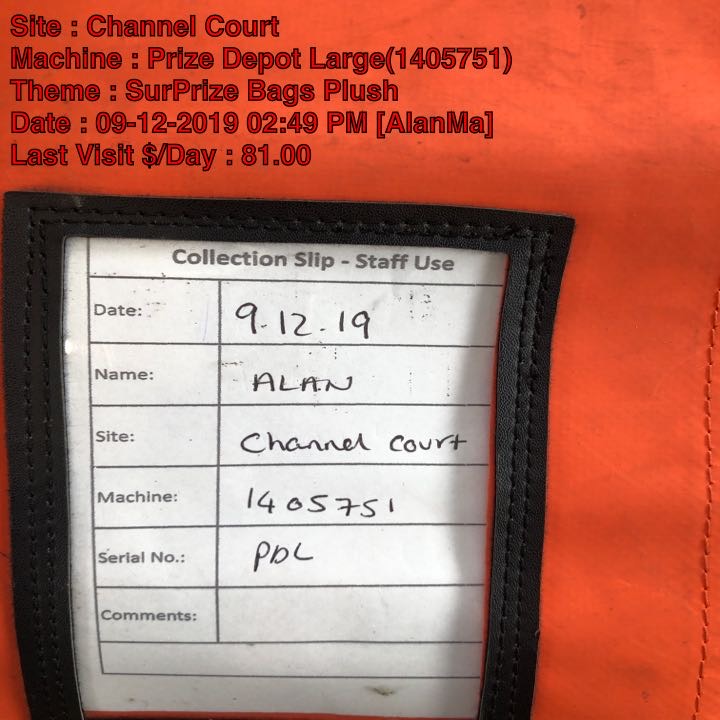 Site : Channel Court
Machine : Prize Depot Large(1405751)
Theme : SurPrize Bags Plush
Date : 09-12-2019 02:49 PM [AlanMa]
Last Visit $/Day : 81.00
Collection Slip - Staff Use
Date: 9.12.19
Name: ALAN
Site: Channel court
Machine: 1405751
Serial No.: PDL
Comments: